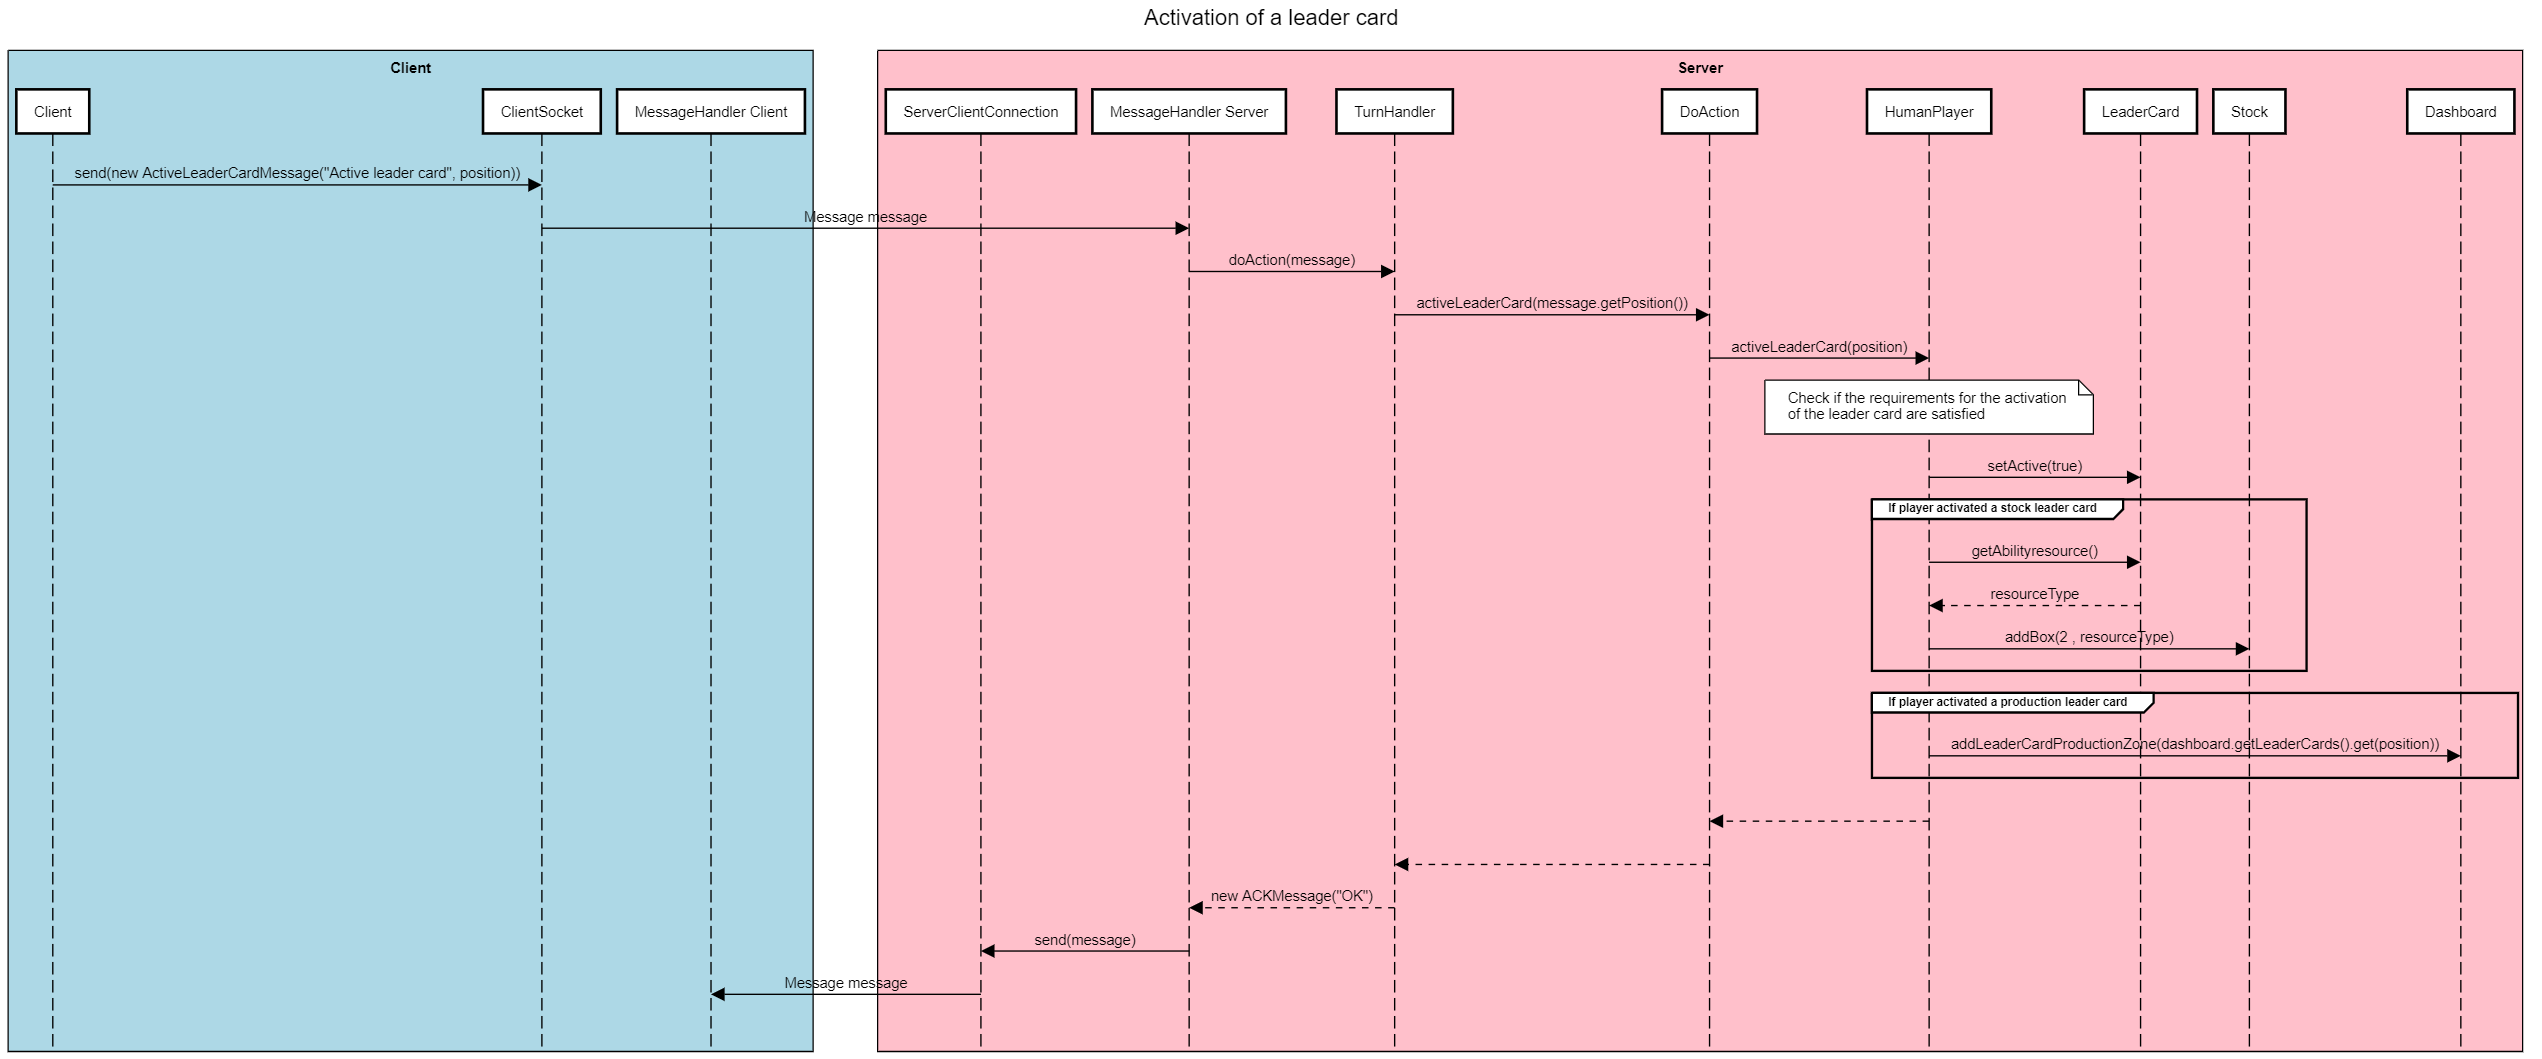 Activation of a leader card
Client
Server
Client
ClientSocket
MessageHandler Client
ServerClientConnection
MessageHandler Server
TurnHandler
DoAction
HumanPlayer
LeaderCard
Stock
Dashboard
send(new ActiveLeaderCardMessage("Active leader card", position))
Message message
doAction(message)
activeLeaderCard(message.getPosition())
activeLeaderCard(position)
Check if the requirements for the activation
of the leader card are satisfied
setActive(true)
If player activated a stock leader card
getAbilityresource()
resourceType
addBox(2 , resourceType)
If player activated a production leader card
addLeaderCardProductionZone(dashboard.getLeaderCards().get(position))
new ACKMessage("OK")
send(message)
Message message